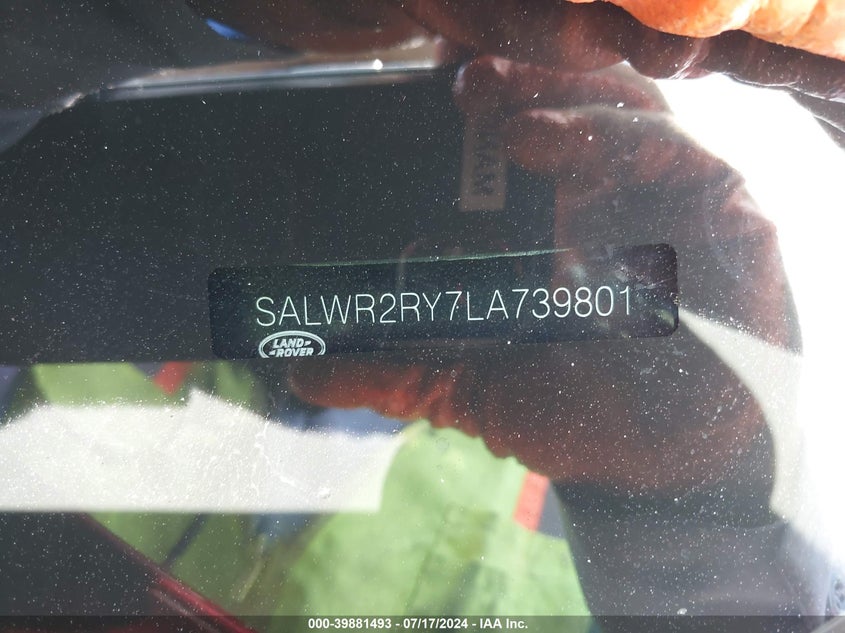 SALWR2RY7LA739801
LAND-
-ROVER
000-39881493 - 07/17/2024 - IAA Inc.